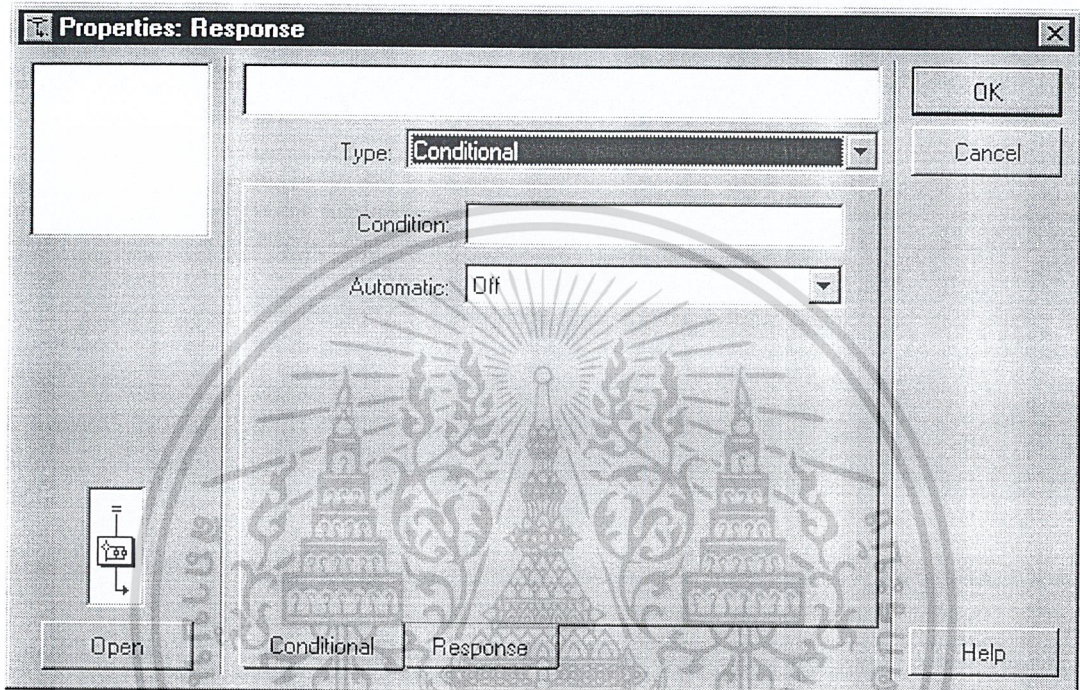 Properties: Response
OK
Type: Conditional
Cancel
Condition:
Automatic: Off
=
Open
Conditional
Response
Help